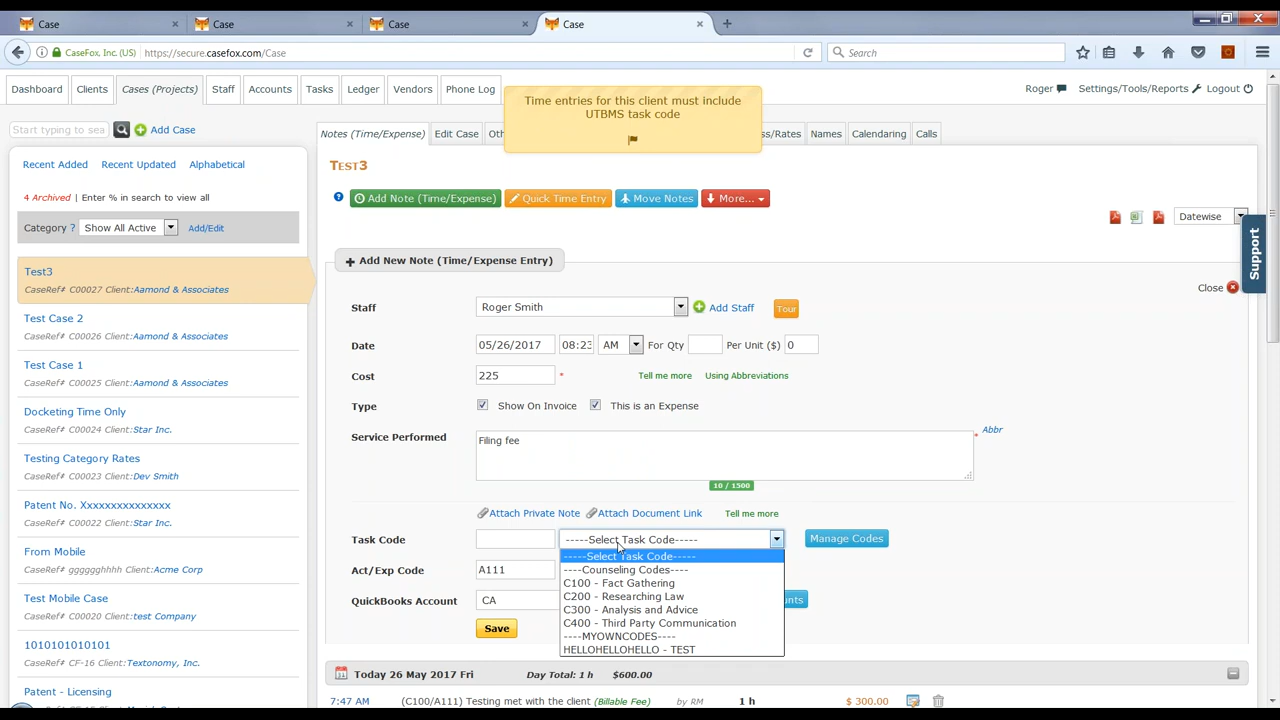 Case
Case
Case
Case
CaseFox, Inc. (US)
https://secure.casefox.com/Case
Search
Dashboard
Clients
Cases (Projects)
Staff
Accounts
Tasks
Ledger
Vendors
Phone Log
Roger
Settings/Tools/Reports
Logout
Time entries for this client must include
UTBMS task code
Start typing to sea
Add Case
Notes (Time/Expense)
Edit Case
Names
Calendaring
Calls
Recent Added
Recent Updated
Alphabetical
4 Archived | Enter % in search to view all
Category ?
Show All Active
Add/Edit
Test3
CaseRef# C00027 Client:Aamond & Associates
Test Case 2
CaseRef# C00026 Client:Aamond & Associates
Test Case 1
CaseRef# C00025 Client:Aamond & Associates
Docketing Time Only
CaseRef# C00024 Client:Star Inc.
Testing Category Rates
CaseRef# C00023 Client:Dev Smith
Patent No. Xxxxxxxxxxxxxxx
CaseRef# C00022 Client:Star Inc.
From Mobile
CaseRef# ggggghhhh Client:Acme Corp
Test Mobile Case
CaseRef# C00020 Client:test Company
1010101010101
CaseRef# CF-16 Client:Textonomy, Inc.
Patent - Licensing
Test3
? Add Note (Time/Expense)
Quick Time Entry
Move Notes
More...
Datewise
Support
Add New Note (Time/Expense Entry)
Close
Staff
Roger Smith
Add Staff
Tour
Date
05/26/2017
08:23
AM
For Qty
Per Unit ($)
0
Cost
225
*
Tell me more
Using Abbreviations
Type
Show On Invoice
This is an Expense
Service Performed
Filing fee
*
Abbr
10 / 1500
Attach Private Note
Attach Document Link
Tell me more
Task Code
-----Select Task Code-----
Manage Codes
-----Select Task Code-----
----Counseling Codes----
C100 - Fact Gathering
C200 - Researching Law
C300 - Analysis and Advice
C400 - Third Party Communication
----MYOWNCODES----
HELLOHELLOHELLO - TEST
Act/Exp Code
A111
QuickBooks Account
CA
Save
Today 26 May 2017 Fri
Day Total: 1 h
$600.00
7:47 AM
(C100/A111) Testing met with the client (Billable Fee)
by RM
1 h
$ 300.00